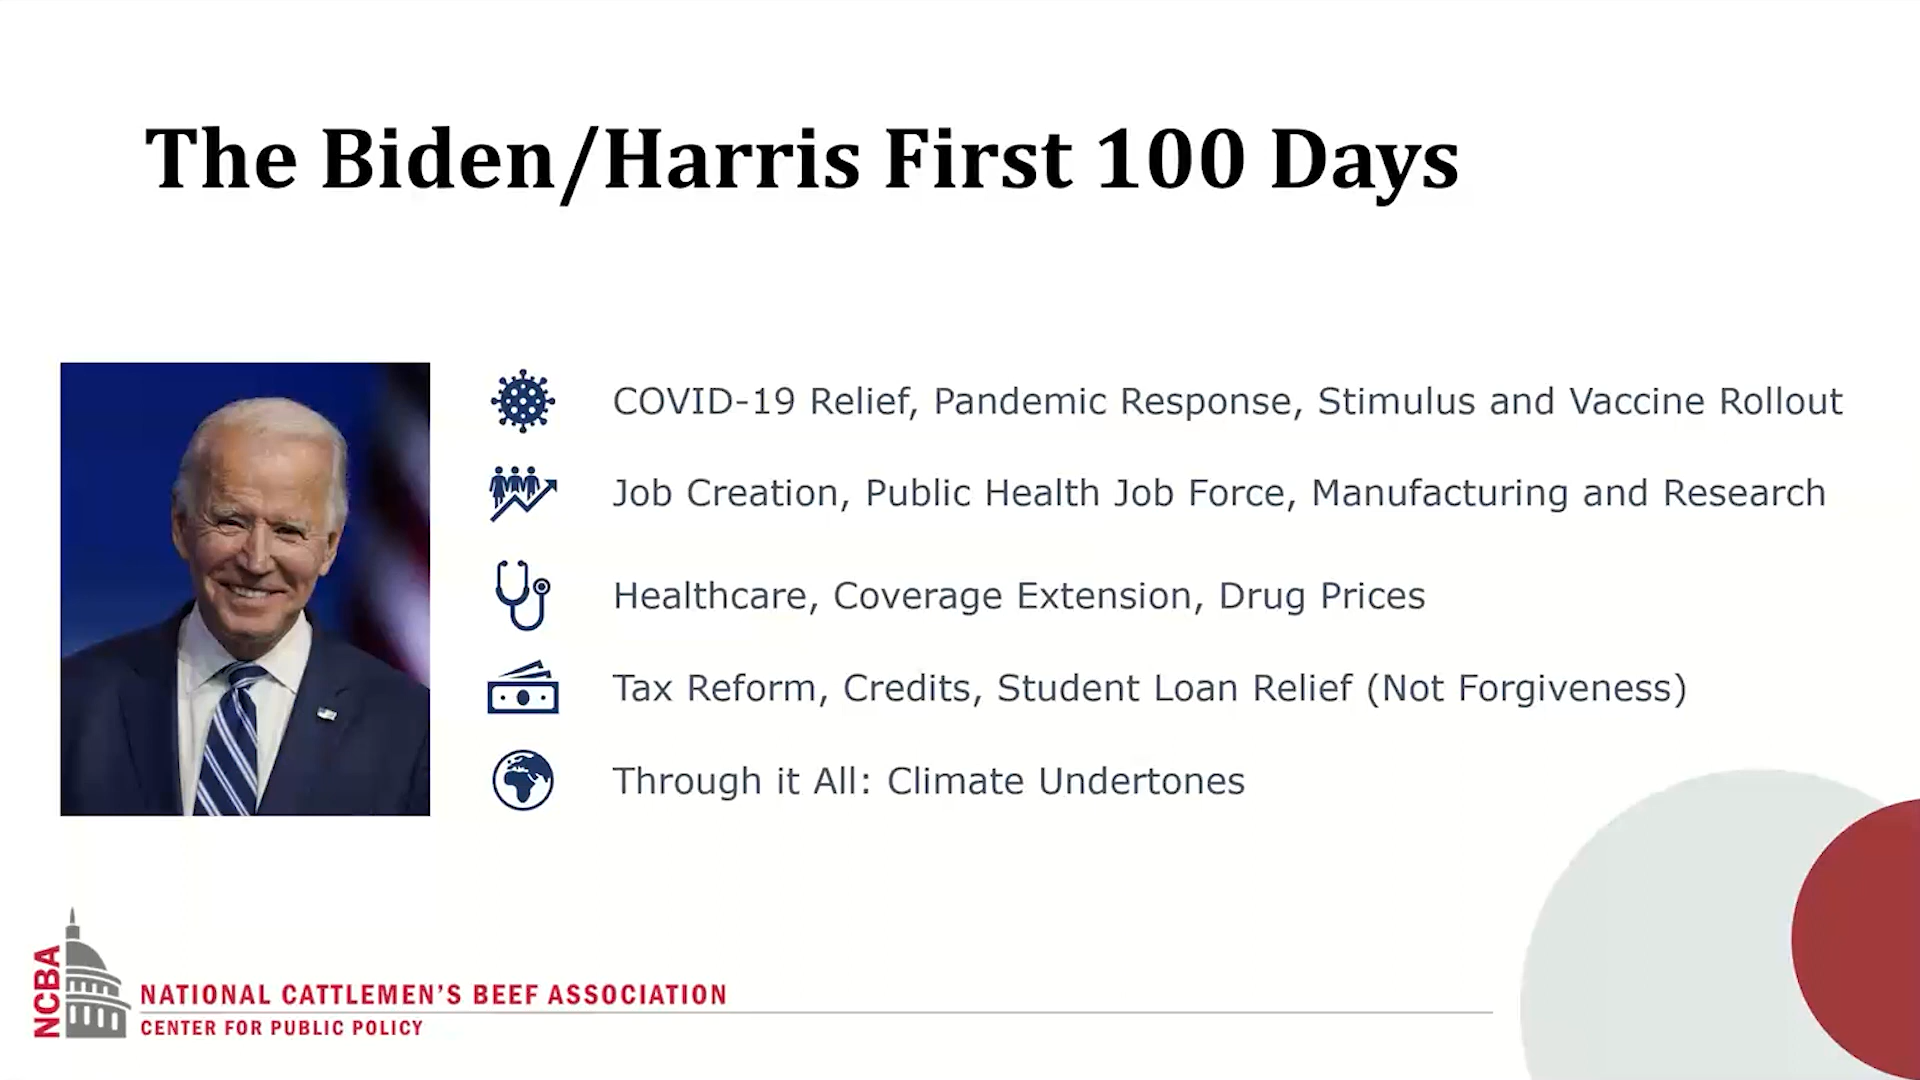 The Biden/Harris First 100 Days
COVID-19 Relief, Pandemic Response, Stimulus and Vaccine Rollout
Job Creation, Public Health Job Force, Manufacturing and Research
Healthcare, Coverage Extension, Drug Prices
Tax Reform, Credits, Student Loan Relief (Not Forgiveness)
Through it All: Climate Undertones
NCBA
NATIONAL CATTLEMEN’S BEEF ASSOCIATION
CENTER FOR PUBLIC POLICY